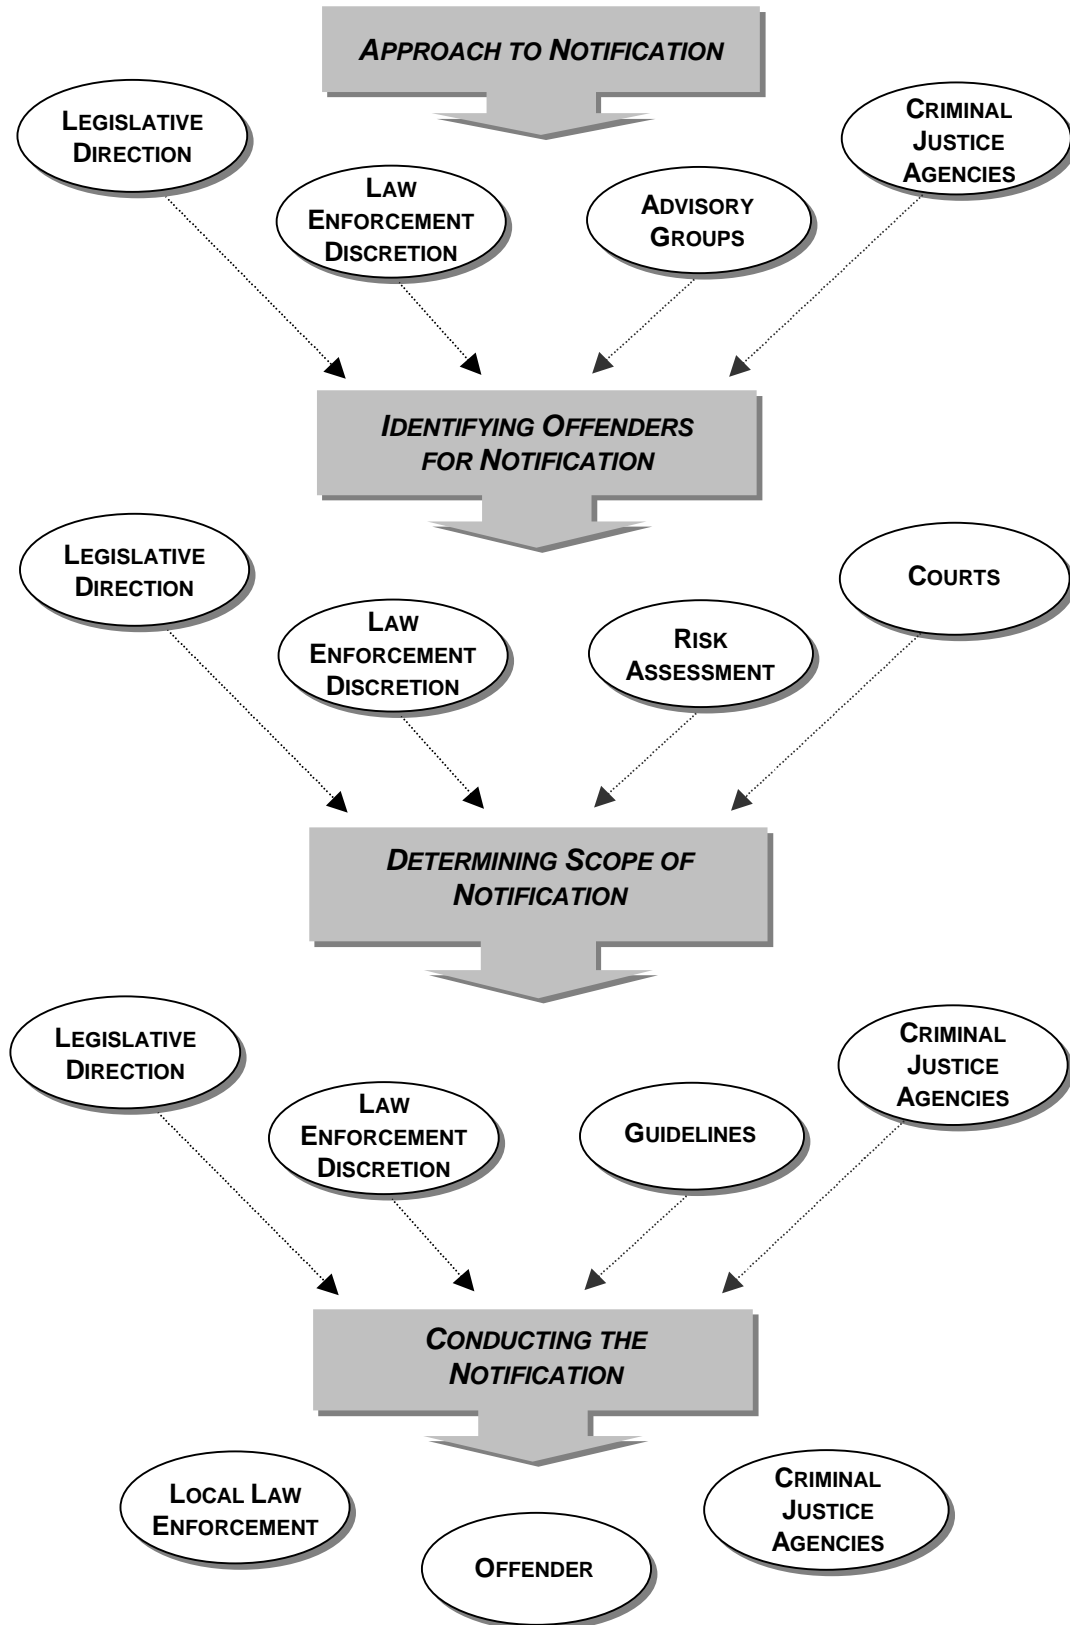 APPROACH TO NOTIFICATION
LEGISLATIVE
DIRECTION
LAW
ENFORCEMENT
DISCRETION
ADVISORY
GROUPS
CRIMINAL
JUSTICE
AGENCIES
IDENTIFYING OFFENDERS
FOR NOTIFICATION
LEGISLATIVE
DIRECTION
LAW
ENFORCEMENT
DISCRETION
RISK
ASSESSMENT
COURTS
DETERMINING SCOPE OF
NOTIFICATION
LEGISLATIVE
DIRECTION
LAW
ENFORCEMENT
DISCRETION
GUIDELINES
CRIMINAL
JUSTICE
AGENCIES
CONDUCTING THE
NOTIFICATION
LOCAL LAW
ENFORCEMENT
OFFENDER
CRIMINAL
JUSTICE
AGENCIES